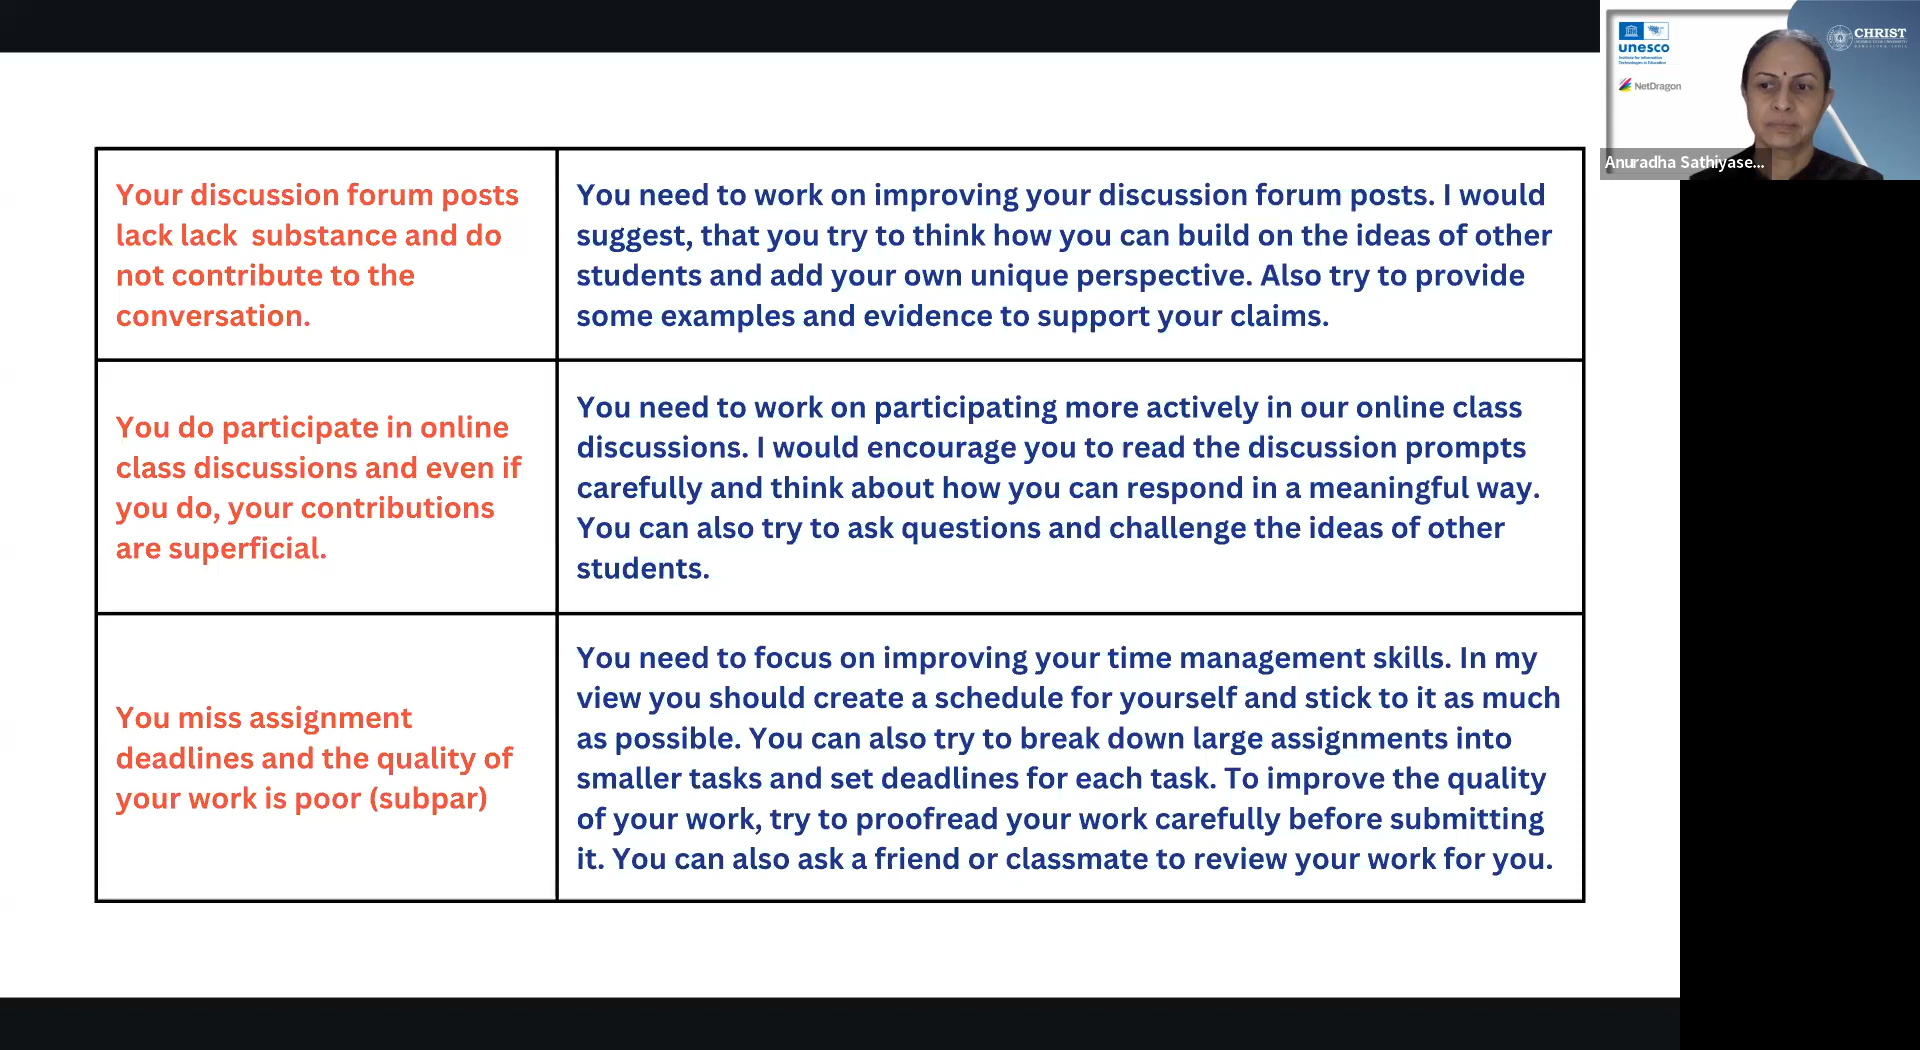 Your discussion forum posts
lack lack substance and do
not contribute to the
conversation.
You need to work on improving your discussion forum posts. I would
suggest, that you try to think how you can build on the ideas of other
students and add your own unique perspective. Also try to provide
some examples and evidence to support your claims.
You do participate in online
class discussions and even if
you do, your contributions
are superficial.
You need to work on participating more actively in our online class
discussions. I would encourage you to read the discussion prompts
carefully and think about how you can respond in a meaningful way.
You can also try to ask questions and challenge the ideas of other
students.
You miss assignment
deadlines and the quality of
your work is poor (subpar)
You need to focus on improving your time management skills. In my
view you should create a schedule for yourself and stick to it as much
as possible. You can also try to break down large assignments into
smaller tasks and set deadlines for each task. To improve the quality
of your work, try to proofread your work carefully before submitting
it. You can also ask a friend or classmate to review your work for you.
unesco
Institute for Information
Technologies in Education
NetDragon
CHRIST
Anuradha Sathiyase...